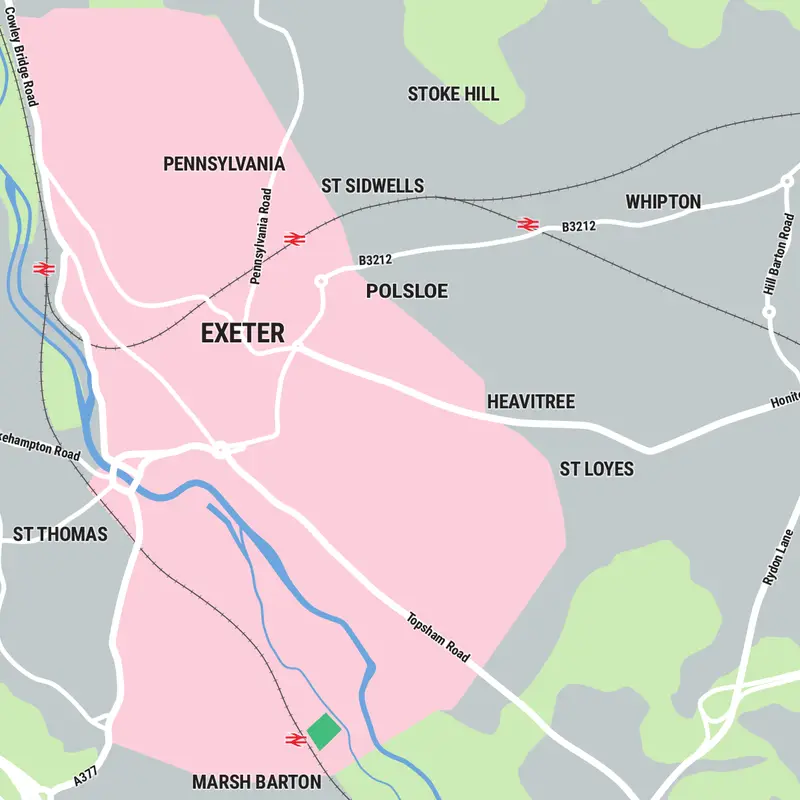 Cowley Bridge Road
STOKE HILL
PENNSYLVANIA
ST SIDWELLS
WHIPTON
Pennsylvania Road
B3212
B3212
Hill Barton Road
POLSLOE
EXETER
HEAVITREE
Honite
kehampton Road
ST LOYES
ST THOMAS
Rydon Lane
Topsham Road
A377
MARSH BARTON